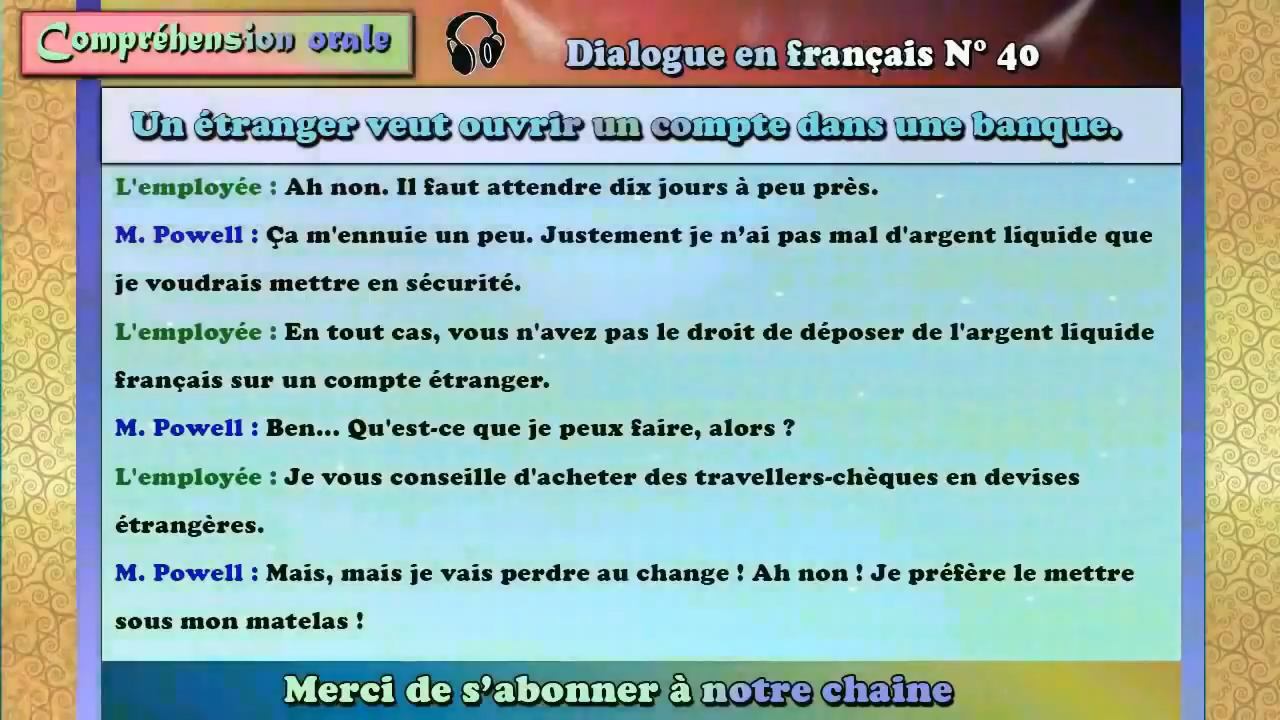 Compréhension orale
Dialogue en français N° 40
Un étranger veut ouvrir un compte dans une banque.
L'employée : Ah non. Il faut attendre dix jours à peu près.
M. Powell : Ça m'ennuie un peu. Justement je n’ai pas mal d'argent liquide que
je voudrais mettre en sécurité.
L'employée : En tout cas, vous n'avez pas le droit de déposer de l'argent liquide
français sur un compte étranger.
M. Powell : Ben... Qu'est-ce que je peux faire, alors ?
L'employée : Je vous conseille d'acheter des travellers-chèques en devises
étrangères.
M. Powell : Mais, mais je vais perdre au change ! Ah non ! Je préfère le mettre
sous mon matelas !
Merci de s’abonner à notre chaine